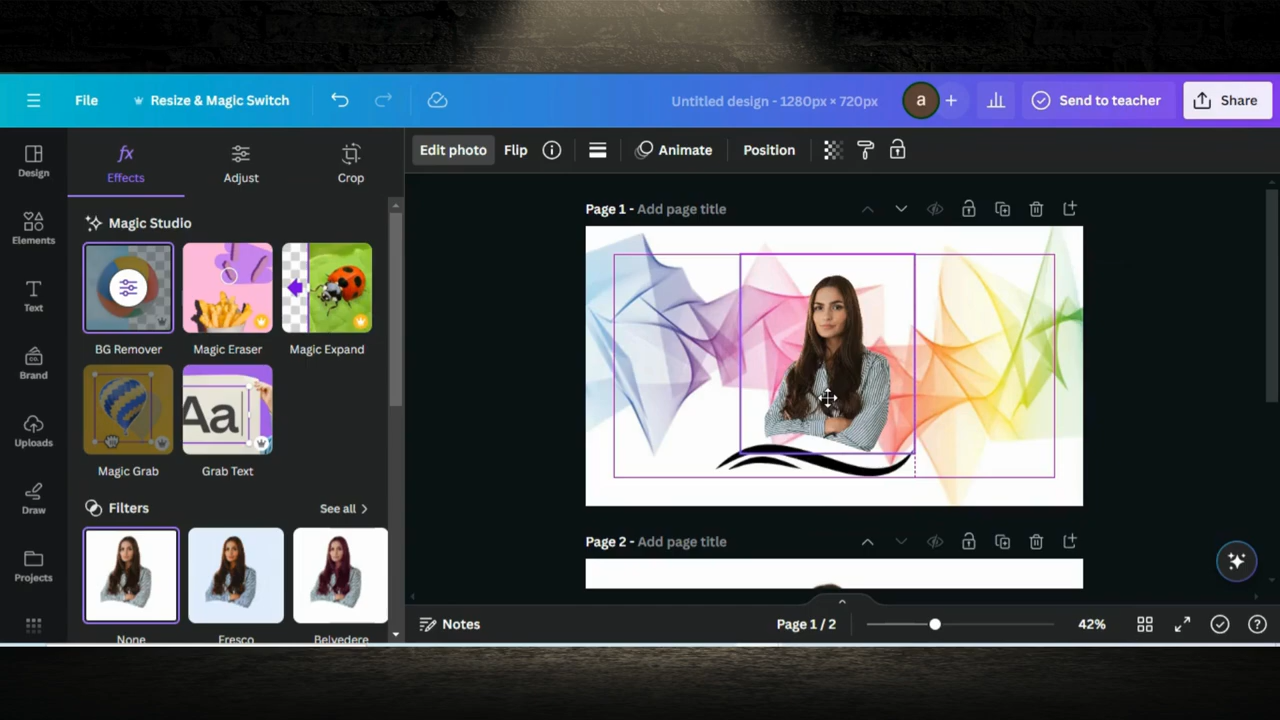 File
Resize & Magic Switch
Untitled design - 1280px × 720px
a
Send to teacher
Share
Design
Elements
Text
Brand
Uploads
Draw
Projects
Effects
Adjust
Crop
Magic Studio
BG Remover
Magic Eraser
Magic Expand
Aa
Magic Grab
Grab Text
Filters
See all
None
Fresco
Belvedere
Edit photo
Flip
Animate
Position
Page 1 - Add page title
Page 2 - Add page title
Notes
Page 1 / 2
42%